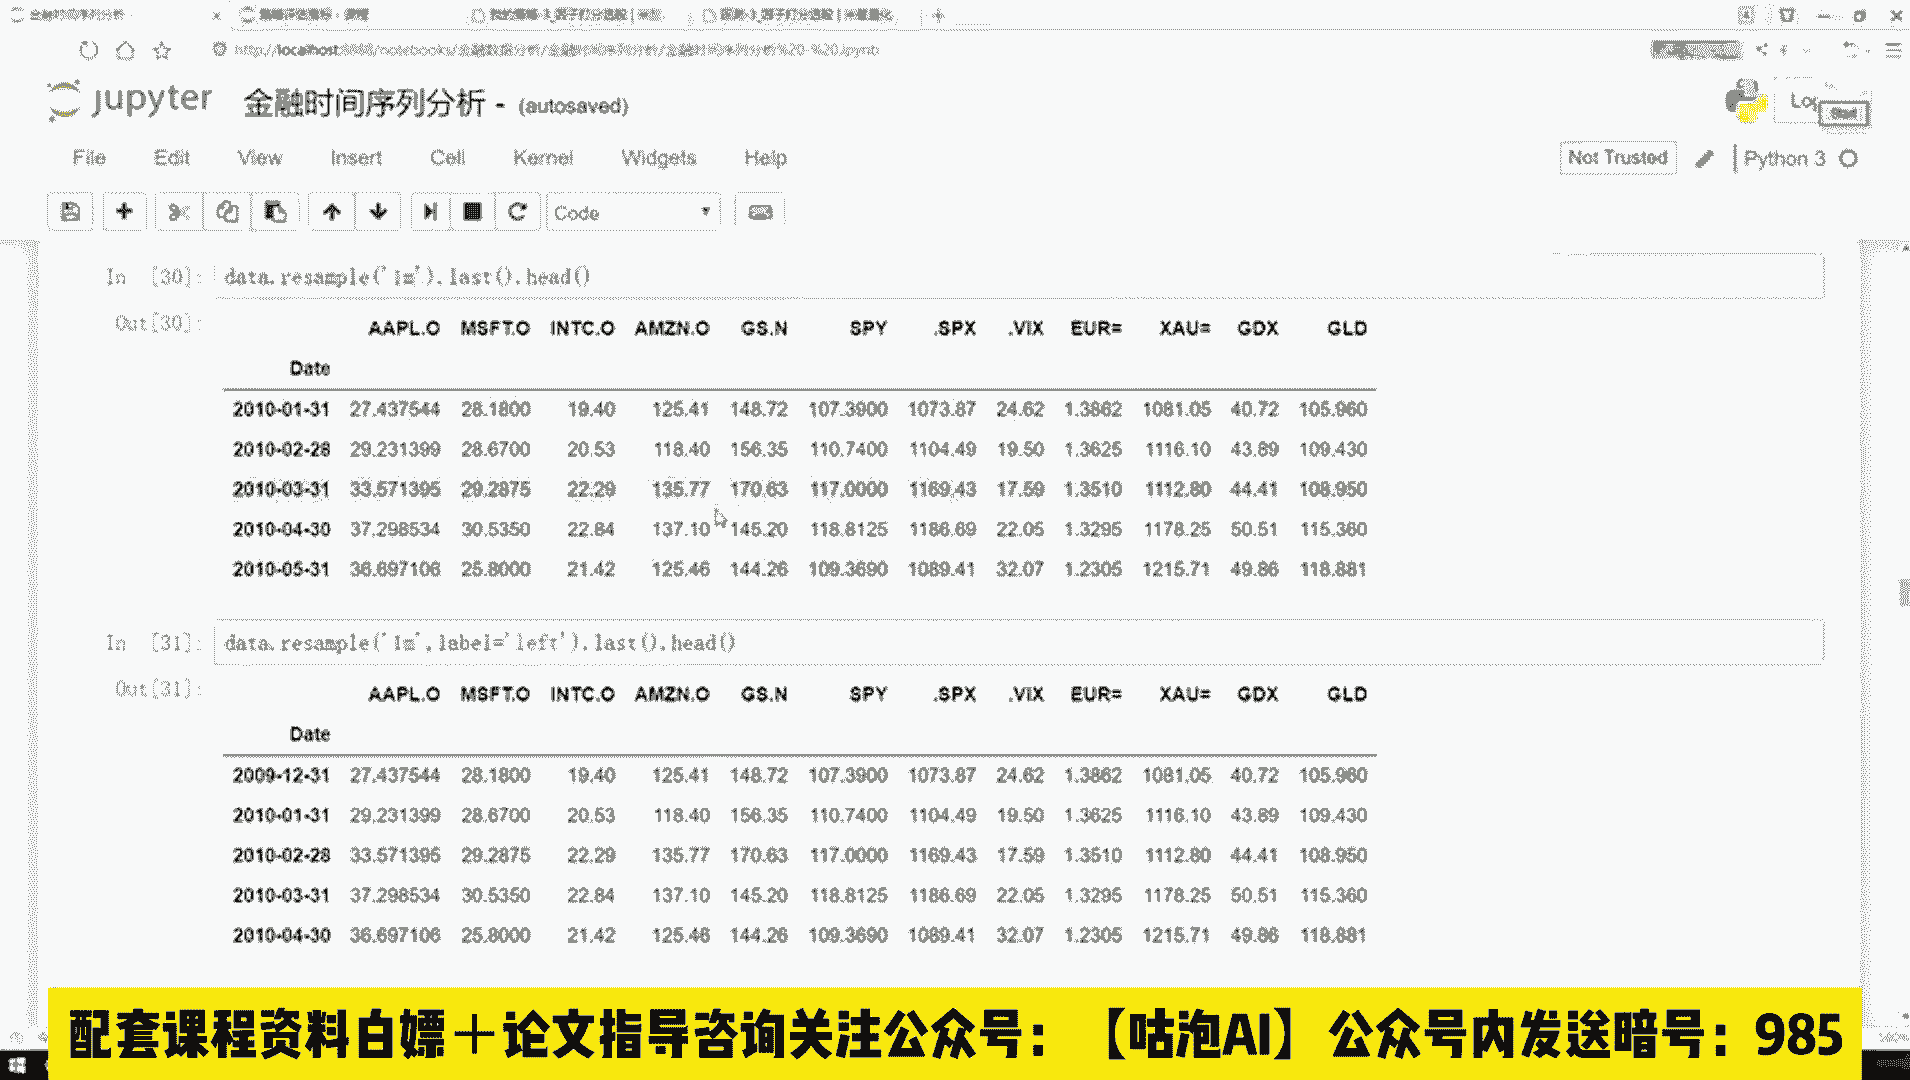 jupyter 金融时间序列分析 - (autosaved)
File Edit View Insert Cell Kernel Widgets Help
Not Trusted Python 3
Code
In [30]: data.resample('1m').last().head()
Out[30]:
AAPL.O MSFT.O INTC.O AMZN.O GS.N SPY .SPX .VIX EUR= XAU= GDX GLD
Date
2010-01-31 27.437544 28.1800 19.40 125.41 148.72 107.3900 1073.87 24.62 1.3862 1081.05 40.72 105.960
2010-02-28 29.231399 28.6700 20.53 118.40 156.35 110.7400 1104.49 19.50 1.3625 1116.10 43.89 109.430
2010-03-31 33.571395 29.2875 22.29 135.77 170.63 117.0000 1169.43 17.59 1.3510 1112.80 44.41 108.950
2010-04-30 37.298534 30.5350 22.84 137.10 145.20 118.8125 1186.69 22.05 1.3295 1178.25 50.51 115.360
2010-05-31 36.697106 25.8000 21.42 125.46 144.26 109.3690 1089.41 32.07 1.2305 1215.71 49.86 118.881
In [31]: data.resample('1m',label='left').last().head()
Out[31]:
AAPL.O MSFT.O INTC.O AMZN.O GS.N SPY .SPX .VIX EUR= XAU= GDX GLD
Date
2009-12-31 27.437544 28.1800 19.40 125.41 148.72 107.3900 1073.87 24.62 1.3862 1081.05 40.72 105.960
2010-01-31 29.231399 28.6700 20.53 118.40 156.35 110.7400 1104.49 19.50 1.3625 1116.10 43.89 109.430
2010-02-28 33.571395 29.2875 22.29 135.77 170.63 117.0000 1169.43 17.59 1.3510 1112.80 44.41 108.950
2010-03-31 37.298534 30.5350 22.84 137.10 145.20 118.8125 1186.69 22.05 1.3295 1178.25 50.51 115.360
2010-04-30 36.697106 25.8000 21.42 125.46 144.26 109.3690 1089.41 32.07 1.2305 1215.71 49.86 118.881
配套课程资料白嫖＋论文指导咨询关注公众号：【咕泡AI】公众号内发送暗号：985